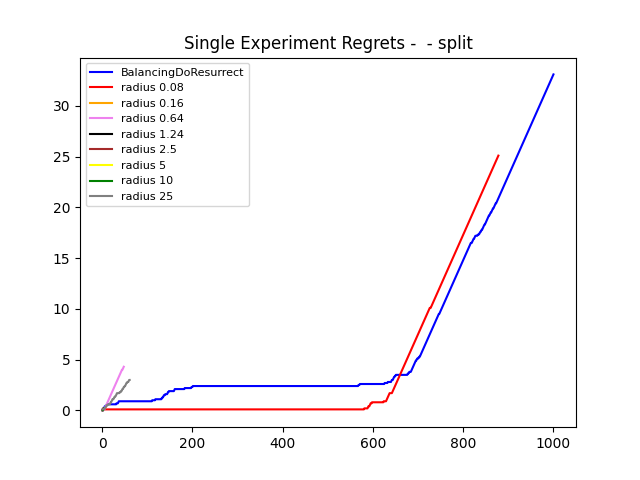 Single Experiment Regrets -  - split
BalancingDoResurrect
radius 0.08
radius 0.16
radius 0.64
radius 1.24
radius 2.5
radius 5
radius 10
radius 25
30
25
20
15
10
5
0
0 200 400 600 800 1000